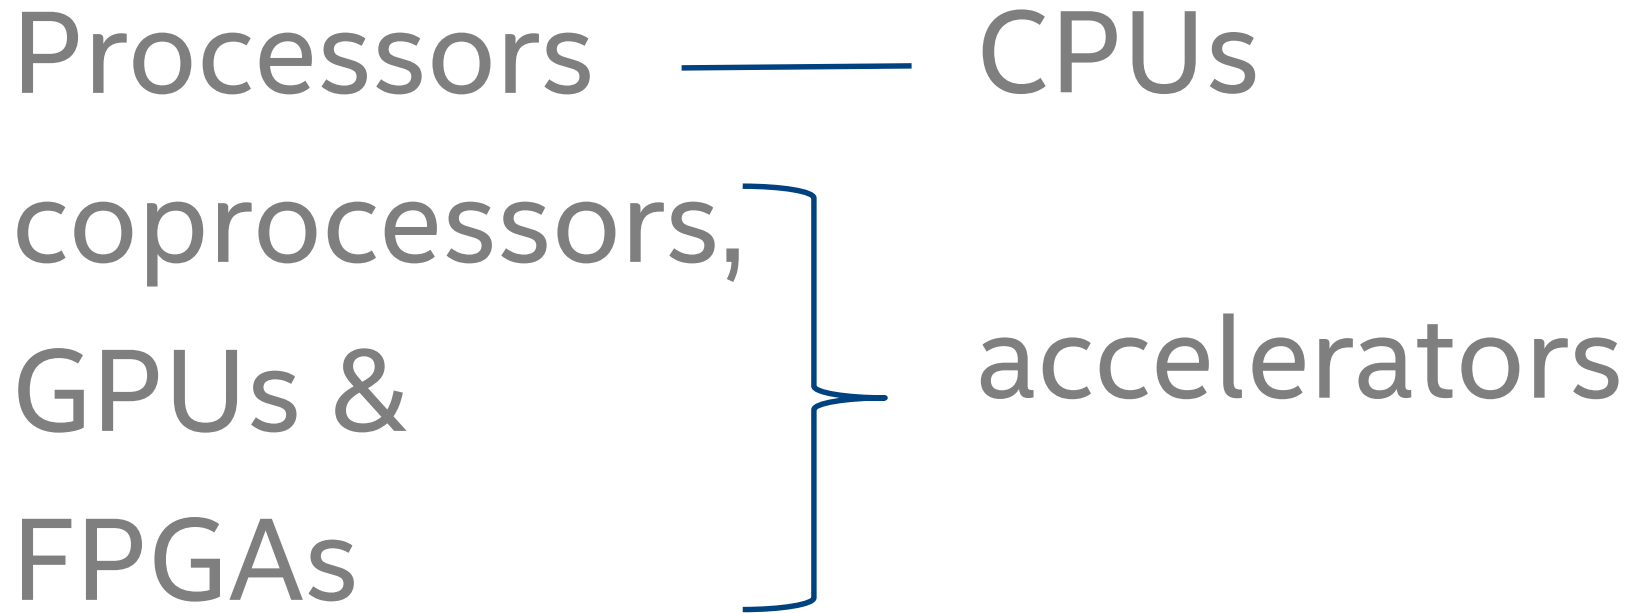 Processors CPUs
coprocessors,
GPUs &
accelerators
FPGAs